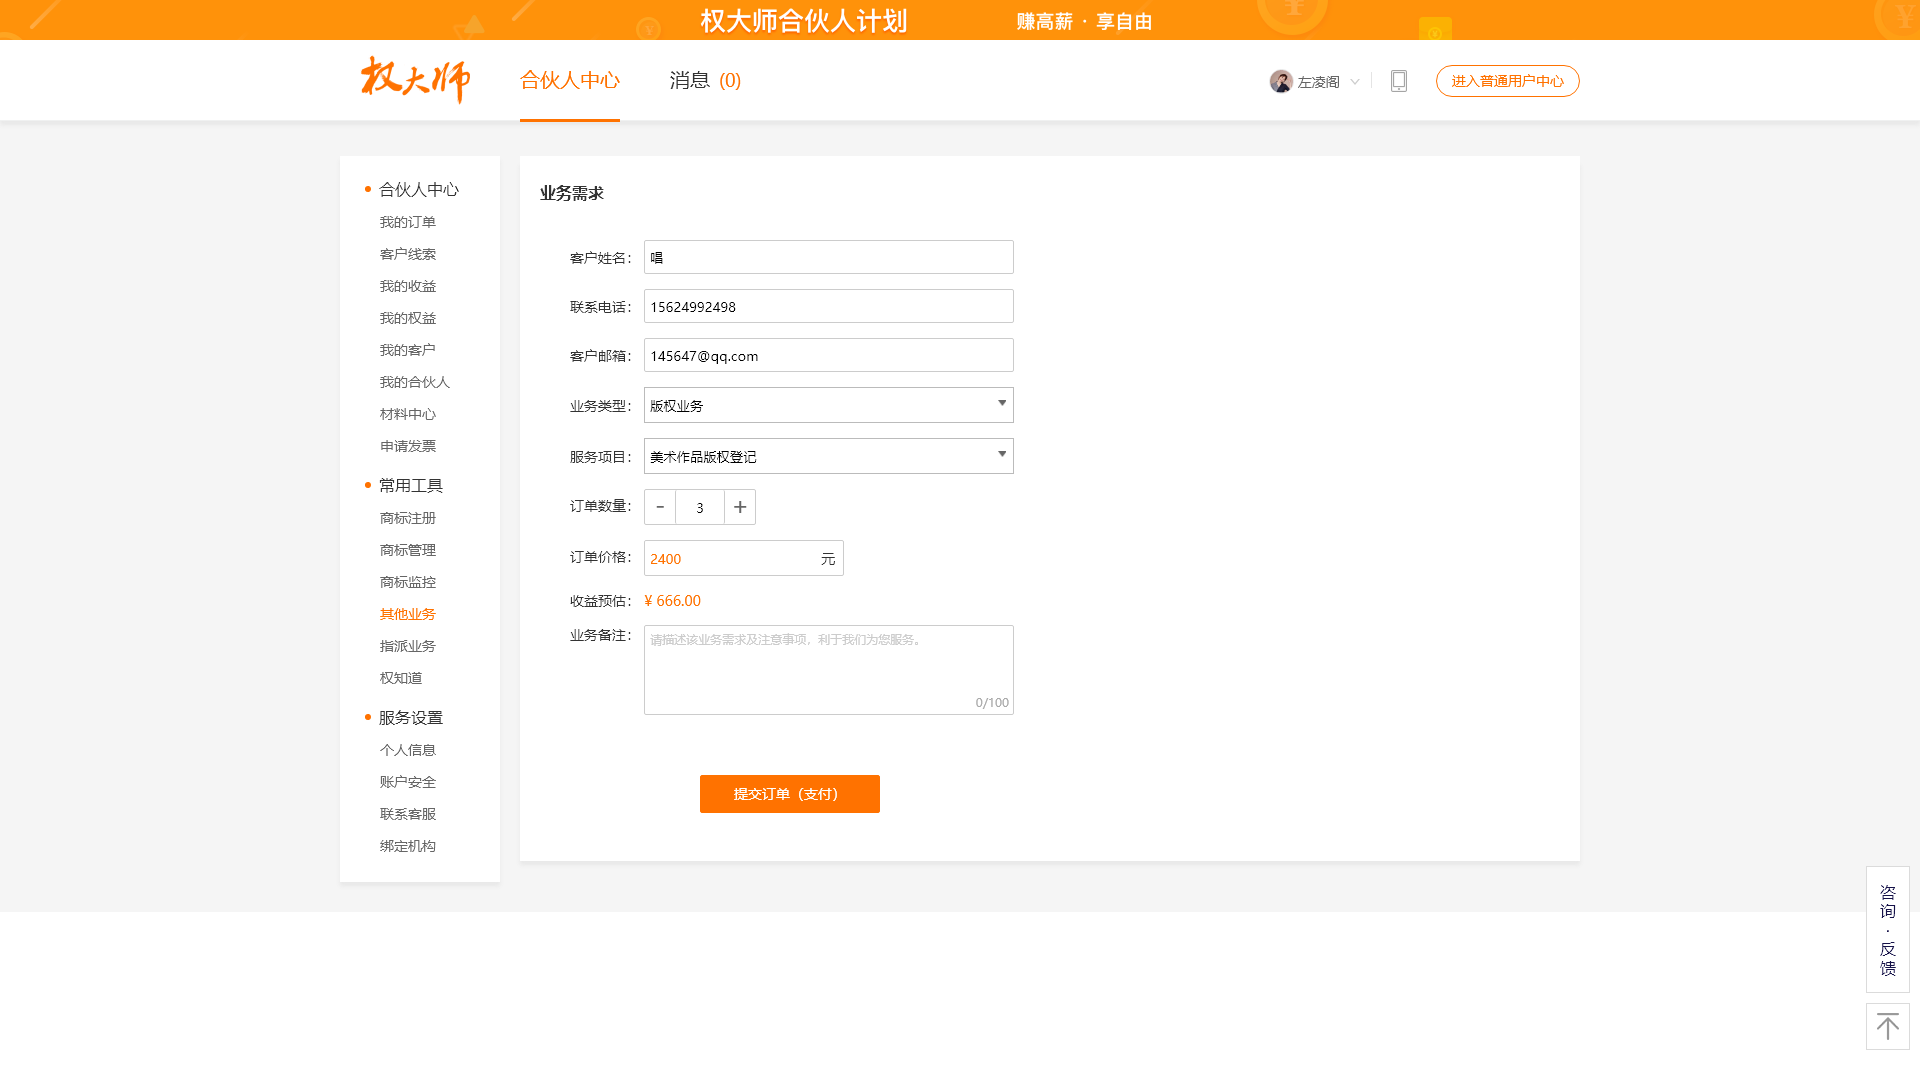 权大师合伙人计划 赚高薪 · 享自由
权大师 合伙人中心 消息 (0) 左凌阁 进入普通用户中心
合伙人中心
我的订单
客户线索
我的收益
我的权益
我的客户
我的合伙人
材料中心
申请发票
常用工具
商标注册
商标管理
商标监控
其他业务
指派业务
权知道
服务设置
个人信息
账户安全
联系客服
绑定机构
业务需求
客户姓名： 唱
联系电话： 15624992498
客户邮箱： 145647@qq.com
业务类型： 版权业务
服务项目： 美术作品版权登记
订单数量： - 3 +
订单价格： 2400 元
收益预估： ¥ 666.00
业务备注： 请描述该业务需求及注意事项，利于我们为您服务。
0/100
提交订单（支付）
咨
询
·
反
馈